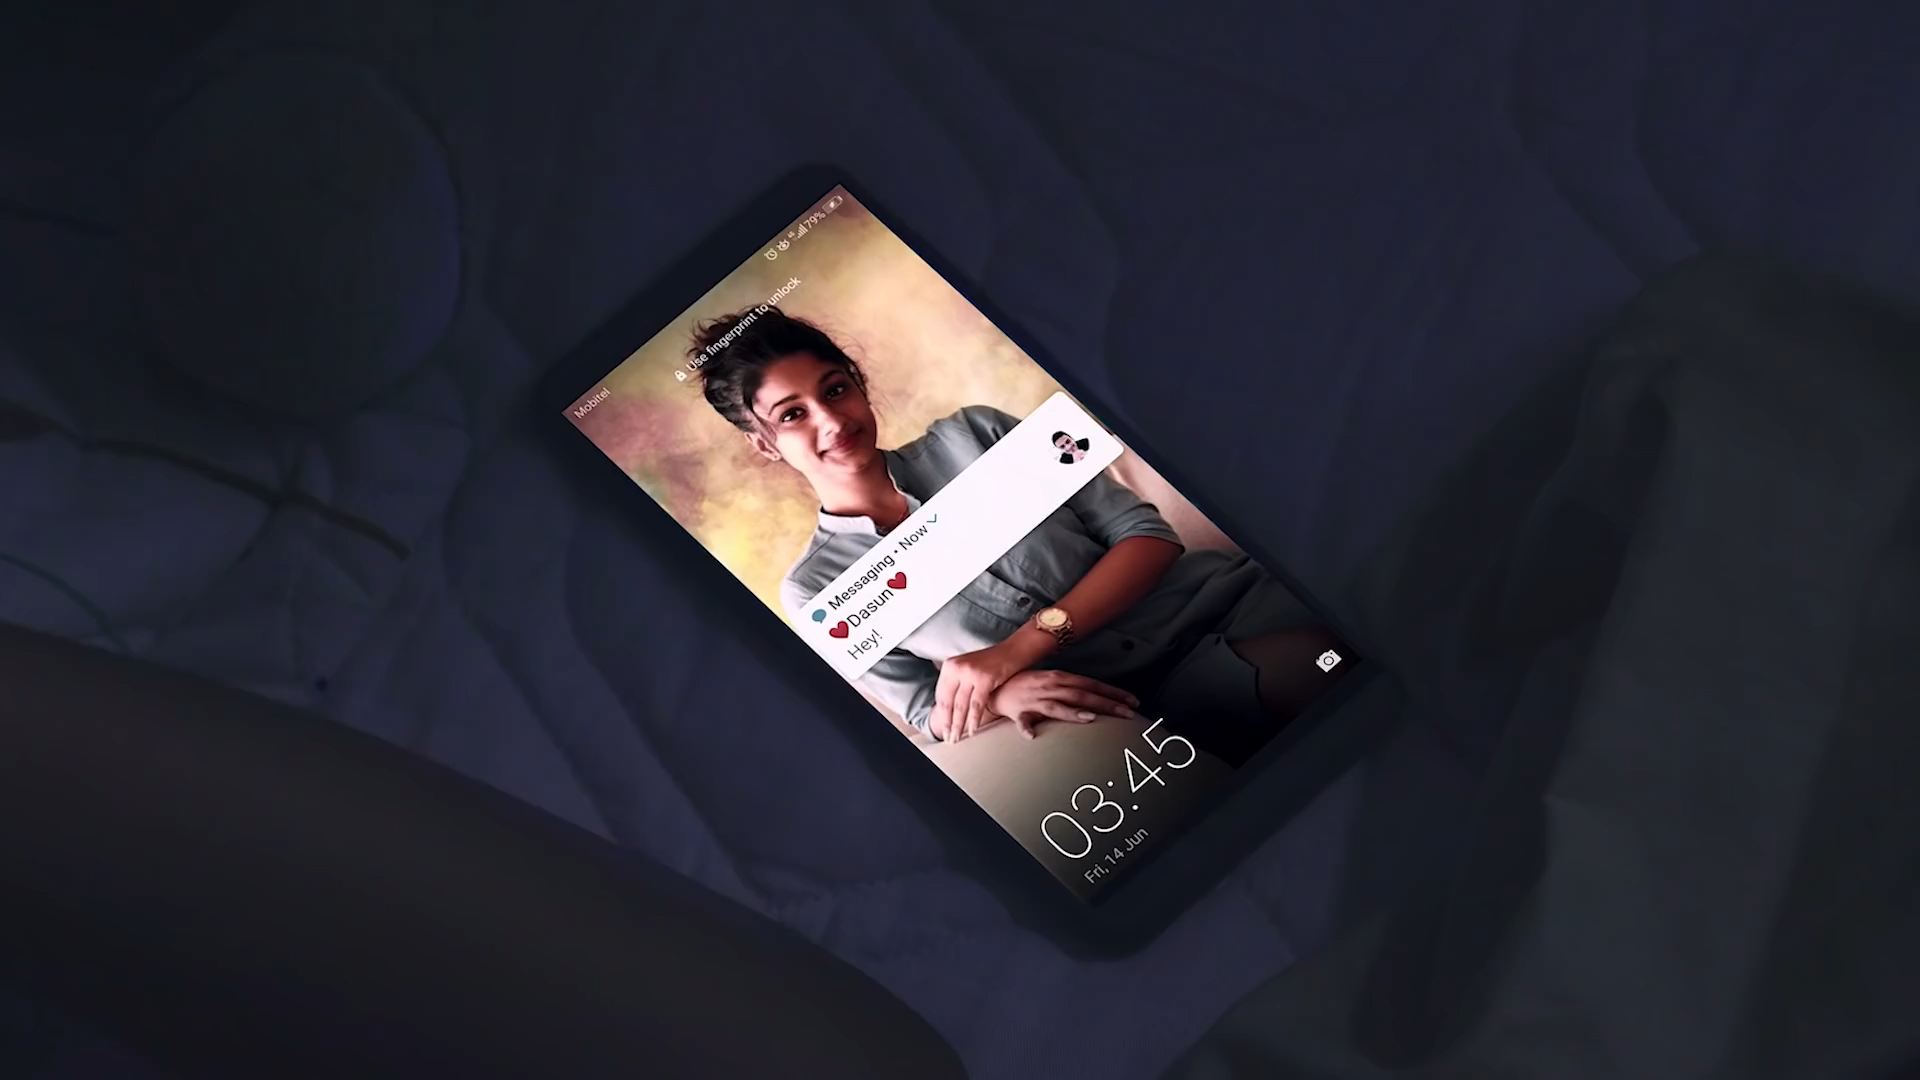 Mobitel
79%
Use fingerprint to unlock
Messaging • Now
❤Dasun❤
Hey!
03:45
Fri, 14 Jun